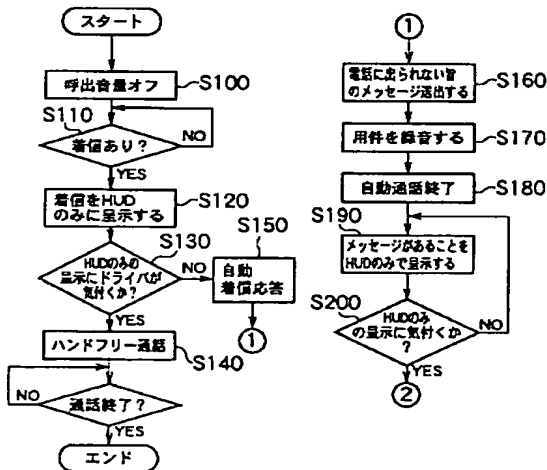 スタート
呼出音量オフ
S100
S110
着信あり?
NO
YES
着信をHUD
のみに呈示する
S120
S130
HUDのみの
呈示にドライバが
気付くか?
NO
YES
S150
自動
着信応答
①
ハンドフリー通話
S140
通話終了?
NO
YES
エンド
①
電話に出られない旨
のメッセージ送出する
S160
用件を録音する
S170
自動通話終了
S180
S190
メッセージがあることを
HUDのみで呈示する
S200
HUDのみ
の呈示に気付くか
?
NO
YES
②